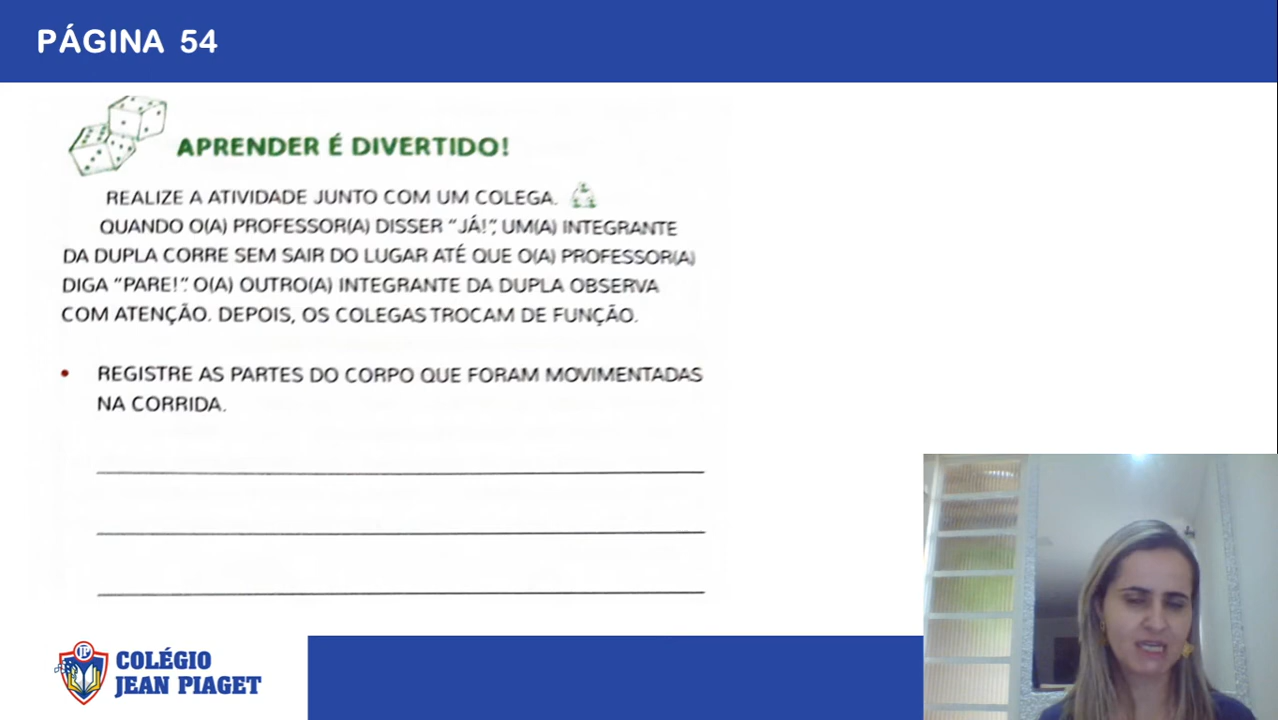 PÁGINA 54
APRENDER É DIVERTIDO!
REALIZE A ATIVIDADE JUNTO COM UM COLEGA.
QUANDO O(A) PROFESSOR(A) DISSER “JÁ!”, UM(A) INTEGRANTE
DA DUPLA CORRE SEM SAIR DO LUGAR ATÉ QUE O(A) PROFESSOR(A)
DIGA “PARE!”. O(A) OUTRO(A) INTEGRANTE DA DUPLA OBSERVA
COM ATENÇÃO. DEPOIS, OS COLEGAS TROCAM DE FUNÇÃO.
• REGISTRE AS PARTES DO CORPO QUE FORAM MOVIMENTADAS
NA CORRIDA.
COLÉGIO
JEAN PIAGET